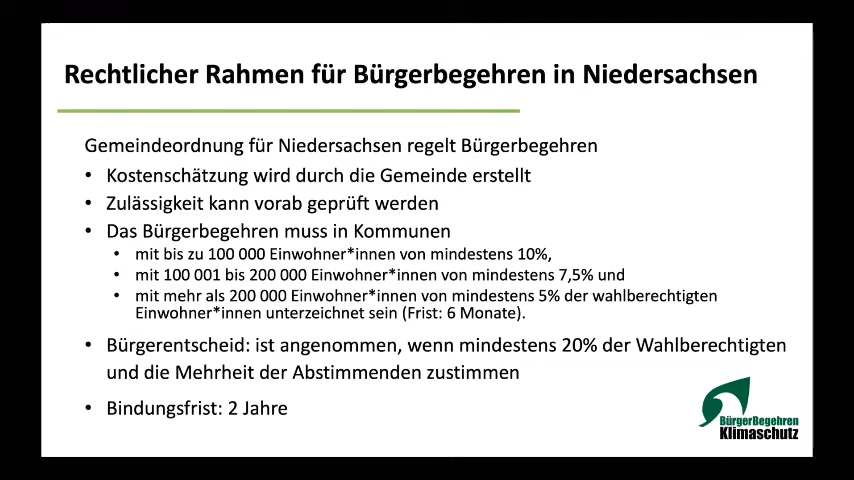 Rechtlicher Rahmen für Bürgerbegehren in Niedersachsen
Gemeindeordnung für Niedersachsen regelt Bürgerbegehren
• Kostenschätzung wird durch die Gemeinde erstellt
• Zulässigkeit kann vorab geprüft werden
• Das Bürgerbegehren muss in Kommunen
• mit bis zu 100 000 Einwohner*innen von mindestens 10%,
• mit 100 001 bis 200 000 Einwohner*innen von mindestens 7,5% und
• mit mehr als 200 000 Einwohner*innen von mindestens 5% der wahlberechtigten
Einwohner*innen unterzeichnet sein (Frist: 6 Monate).
• Bürgerentscheid: ist angenommen, wenn mindestens 20% der Wahlberechtigten
und die Mehrheit der Abstimmenden zustimmen
• Bindungsfrist: 2 Jahre
BürgerBegehren
Klimaschutz